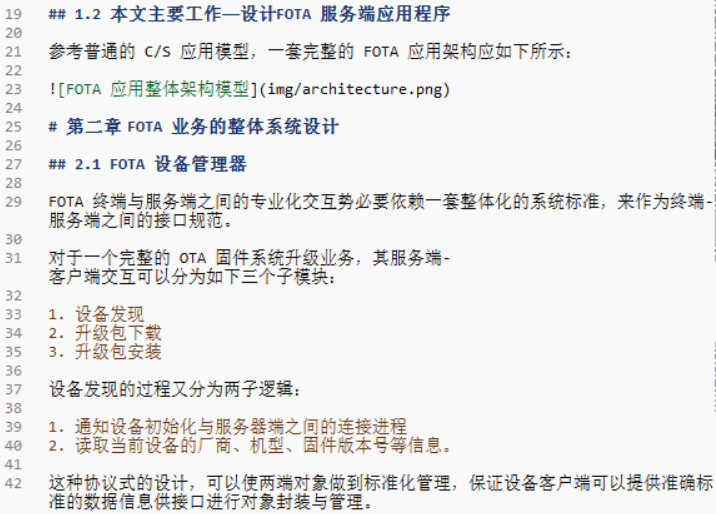 19 ## 1.2 本文主要工作——设计FOTA 服务端应用程序
20
21 参考普通的 C/S 应用模型，一套完整的 FOTA 应用架构应如下所示：
22
23 ![FOTA 应用整体架构模型](img/architecture.png)
24
25 # 第二章 FOTA 业务的整体系统设计
26
27 ## 2.1 FOTA 设备管理器
28
29 FOTA 终端与服务端之间的专业化交互势必要依赖一套整体化的系统标准，来作为终端-
服务端之间的接口规范。
30
31 对于一个完整的 OTA 固件系统升级业务，其服务端-
客户端交互可以分为如下三个子模块：
32
33 1. 设备发现
34 2. 升级包下载
35 3. 升级包安装
36
37 设备发现的过程又分为两子逻辑：
38
39 1. 通知设备初始化与服务器端之间的连接进程
40 2. 读取当前设备的厂商、机型、固件版本号等信息。
41
42 这种协议式的设计，可以使两端对象做到标准化管理，保证设备客户端可以提供准确标
准的数据信息供接口进行对象封装与管理。